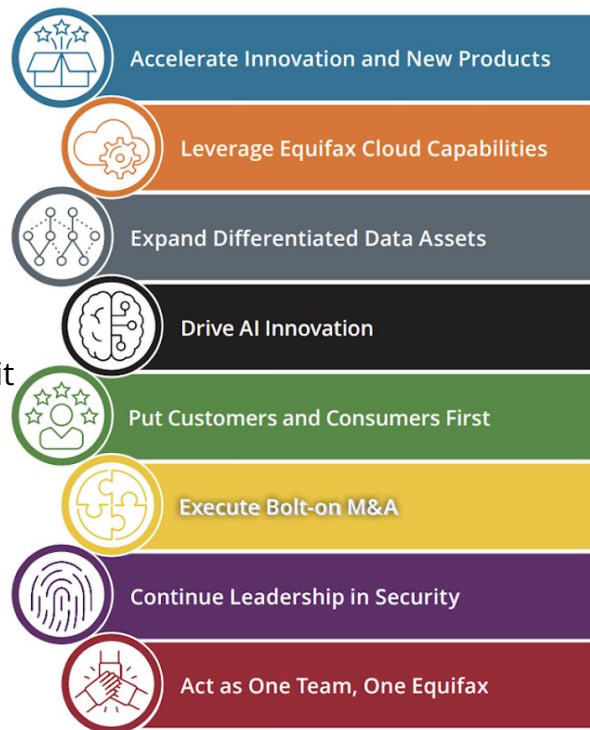 Accelerate Innovation and New Products
Leverage Equifax Cloud Capabilities
Expand Differentiated Data Assets
Drive AI Innovation
it
Put Customers and Consumers First
Execute Bolt-on M&A
Continue Leadership in Security
Act as One Team, One Equifax